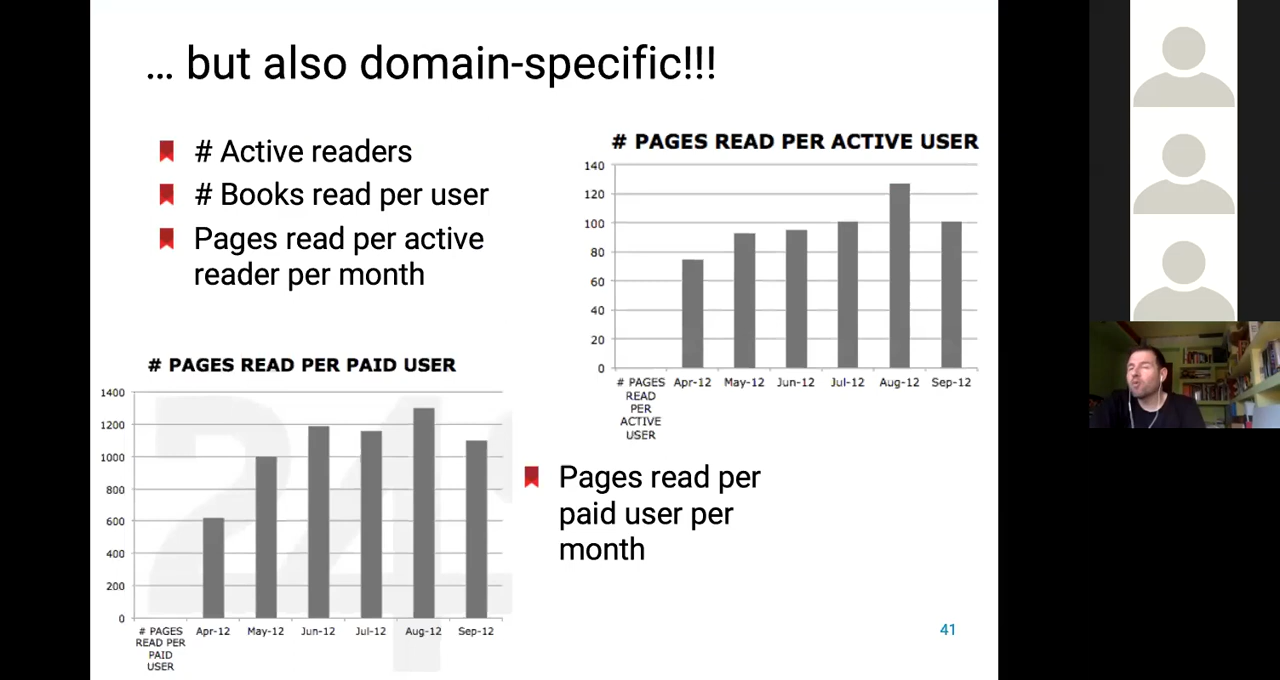 ... but also domain-specific!!!
# Active readers
# Books read per user
Pages read per active
reader per month
# PAGES READ PER ACTIVE USER
140
120
100
80
60
40
20
0
# PAGES
READ
PER
ACTIVE
USER
Apr-12 May-12 Jun-12 Jul-12 Aug-12 Sep-12
# PAGES READ PER PAID USER
1400
1200
1000
800
600
400
200
0
# PAGES
READ PER
PAID
USER
Apr-12 May-12 Jun-12 Jul-12 Aug-12 Sep-12
Pages read per
paid user per
month
41